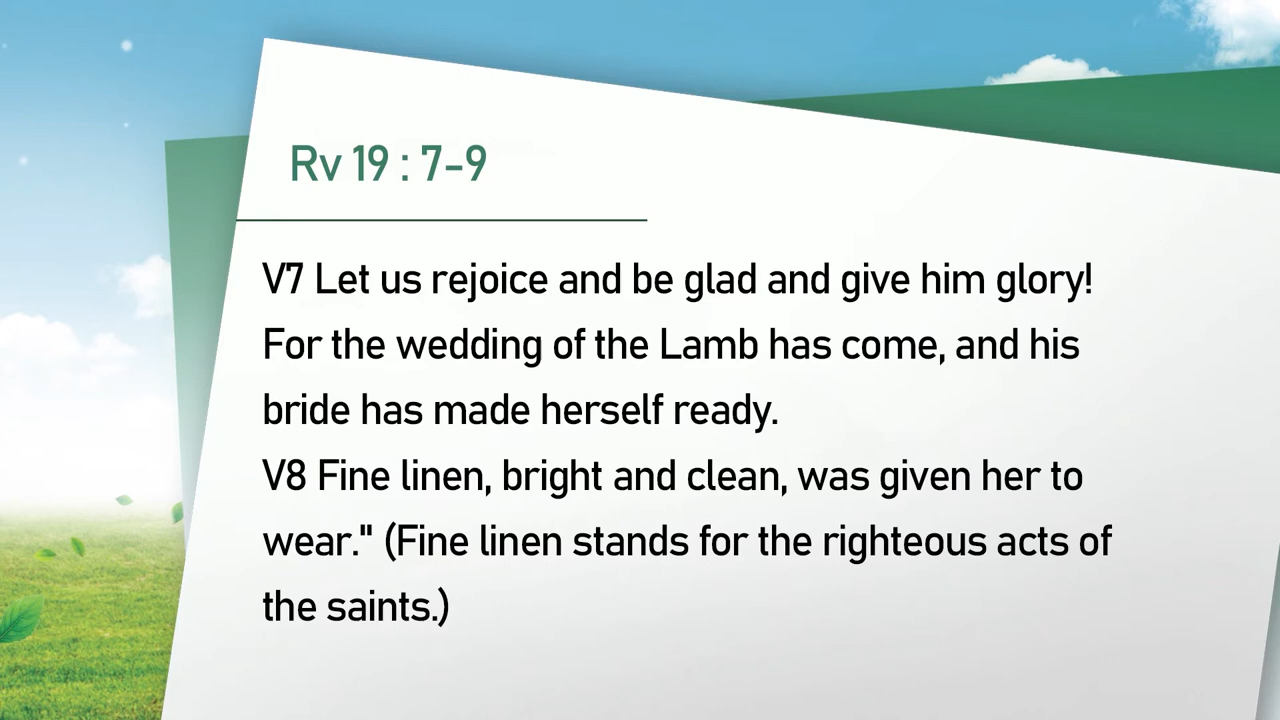 Rv 19 : 7-9
V7 Let us rejoice and be glad and give him glory!
For the wedding of the Lamb has come, and his
bride has made herself ready.
V8 Fine linen, bright and clean, was given her to
wear." (Fine linen stands for the righteous acts of
the saints.)